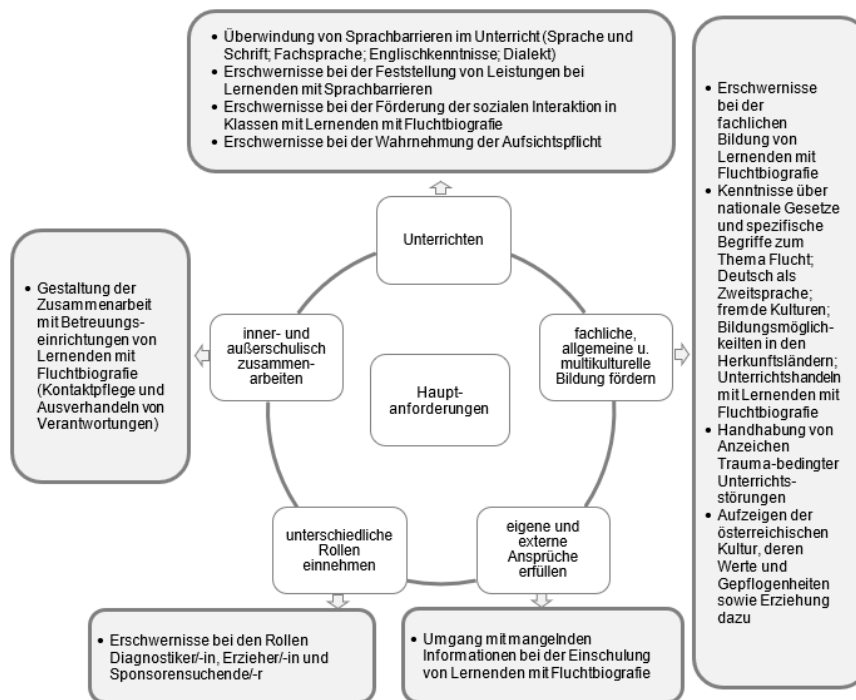 • Überwindung von Sprachbarrieren im Unterricht (Sprache und
Schrift; Fachsprache; Englischkenntnisse; Dialekt)
• Erschwernisse bei der Feststellung von Leistungen bei
Lernenden mit Sprachbarrieren
• Erschwernisse bei der Förderung der sozialen Interaktion in
Klassen mit Lernenden mit Fluchtbiografie
• Erschwernisse bei der Wahrnehmung der Aufsichtspflicht
Unterrichten
• Gestaltung der
Zusammenarbeit
mit Betreuungs-
einrichtungen von
Lernenden mit
Fluchtbiografie
(Kontaktpflege und
Ausverhandeln von
Verantwortungen)
inner- und
außerschulisch
zusammen-
arbeiten
Haupt-
anforderungen
fachliche,
allgemeine u.
multikulturelle
Bildung fördern
• Erschwernisse
bei der
fachlichen
Bildung von
Lernenden mit
Fluchtbiografie
• Kenntnisse über
nationale Gesetze
und spezifische
Begriffe zum
Thema Flucht;
Deutsch als
Zweitsprache;
fremde Kulturen;
Bildungsmöglich-
keilten in den
Herkunftsländern;
Unterrichtshandeln
mit Lernenden mit
Fluchtbiografie
• Handhabung von
Anzeichen
Trauma-bedingter
Unterrichts-
störungen
• Aufzeigen der
österreichischen
Kultur, deren
Werte und
Gepflogenheiten
sowie Erziehung
dazu
unterschiedliche
Rollen
einnehmen
eigene und
externe
Ansprüche
erfüllen
• Erschwernisse bei den Rollen
Diagnostiker/-in, Erzieher/-in und
Sponsorensuchende/-r
• Umgang mit mangelnden
Informationen bei der Einschulung
von Lernenden mit Fluchtbiografie